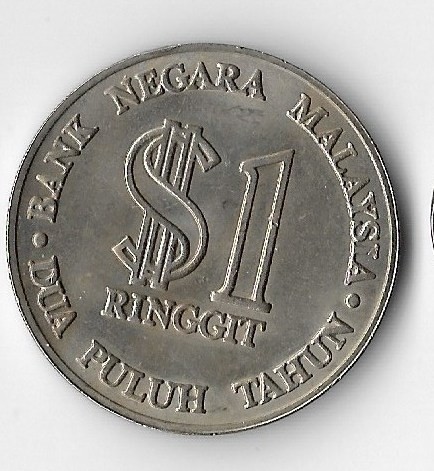 BANK NEGARA MALAYSIA
$1
RINGGIT
• DUA PULUH TAHUN •